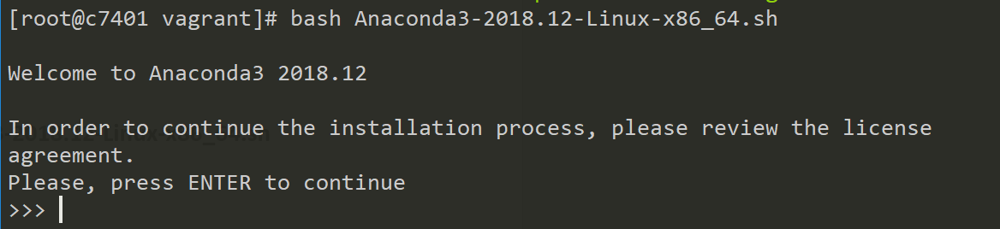 [root@c7401 vagrant]# bash Anaconda3-2018.12-Linux-x86_64.sh
Welcome to Anaconda3 2018.12
In order to continue the installation process, please review the license
agreement.
Please, press ENTER to continue
>>>